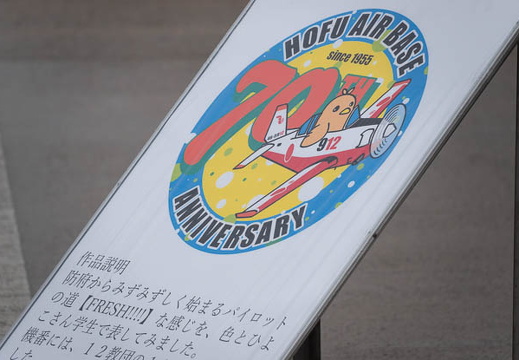 HOFU AIR BASE
since 1955
70TH
912
ANNIVERSARY
作品説明
防府からみずみずしく始まるパイロット
の道【FRESH!!!!】な感じを、色とひよ
こさん学生で表してみました。
機番には、12教団の1
した